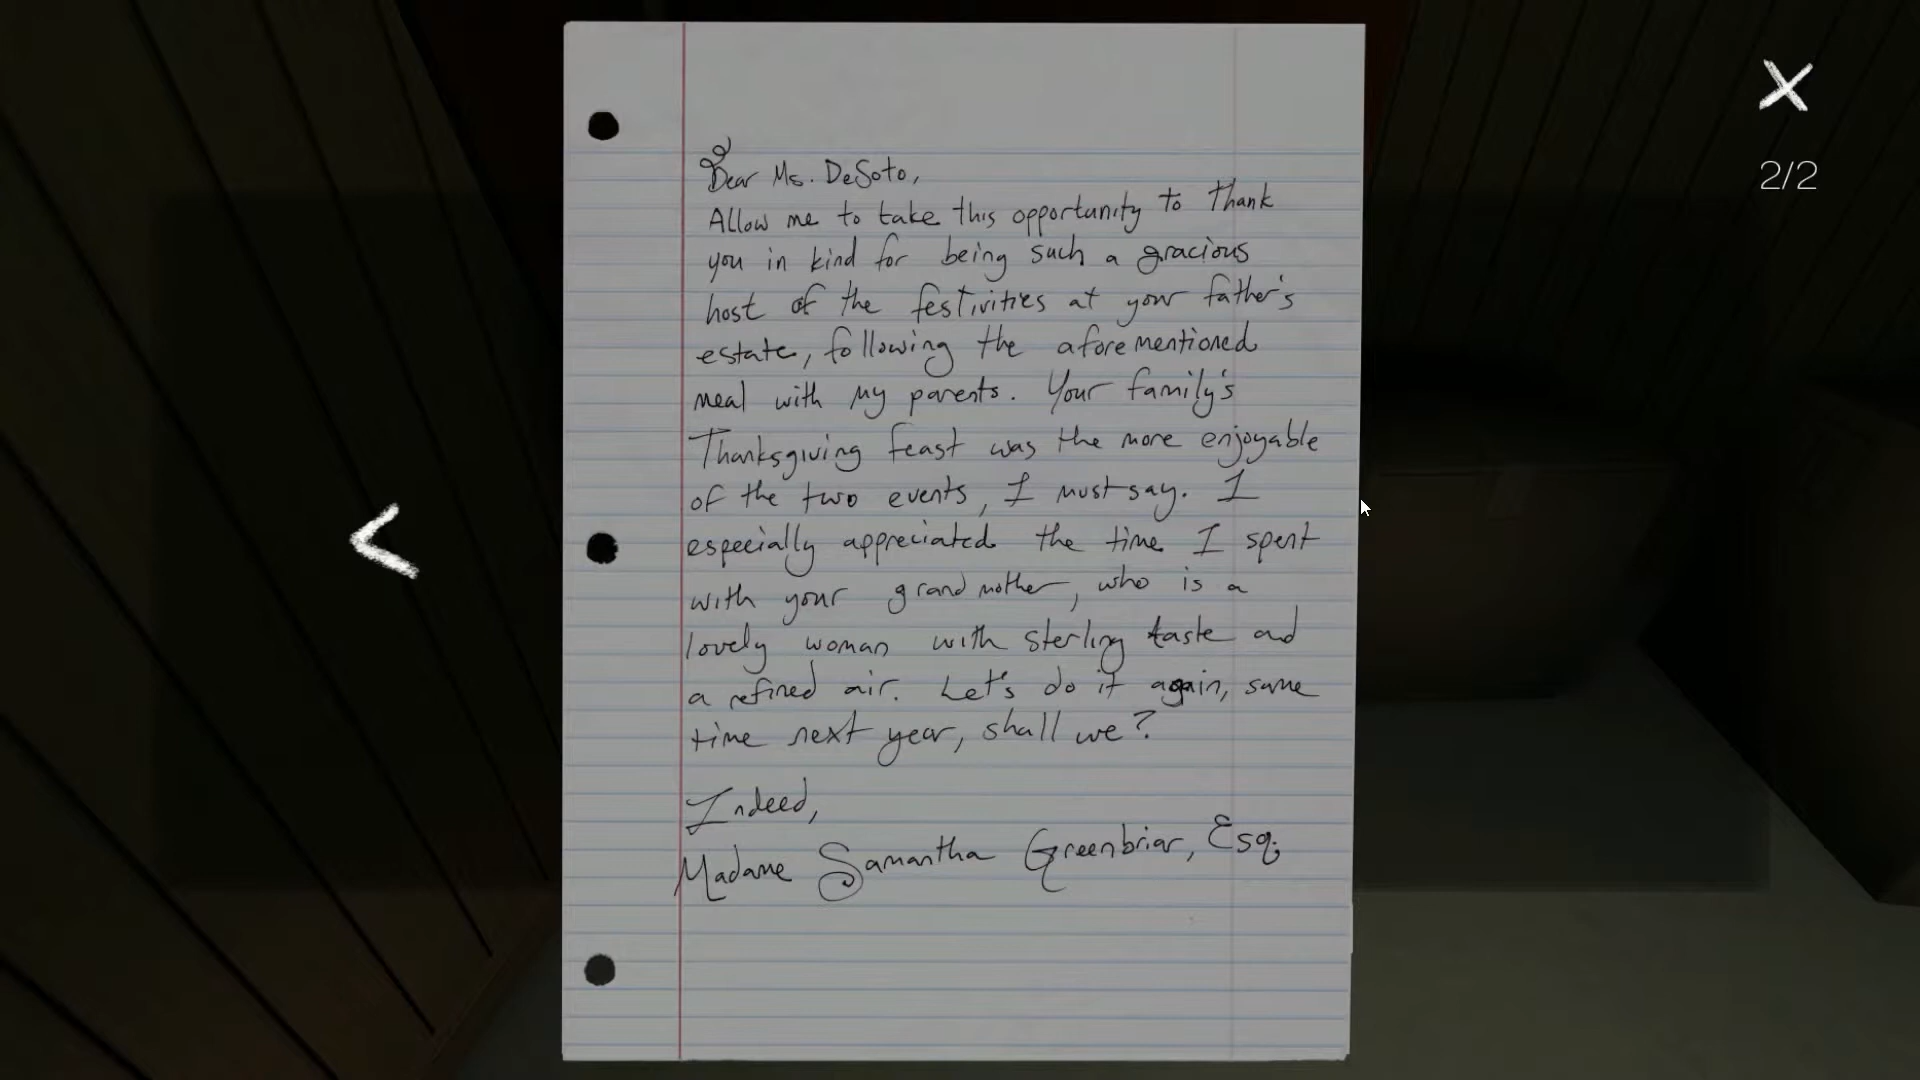 2/2
Dear Ms. DeSoto,
Allow me to take this opportunity to thank
you in kind for being such a gracious
host of the festivities at your father's
estate, following the aforementioned
meal with my parents. Your family's
Thanksgiving feast was the more enjoyable
of the two events, I must say. I
especially appreciated the time I spent
with your grandmother, who is a
lovely woman with sterling taste and
a refined air. Let's do it again, same
time next year, shall we?
Indeed,
Madame Samantha Greenbriar, Esq.